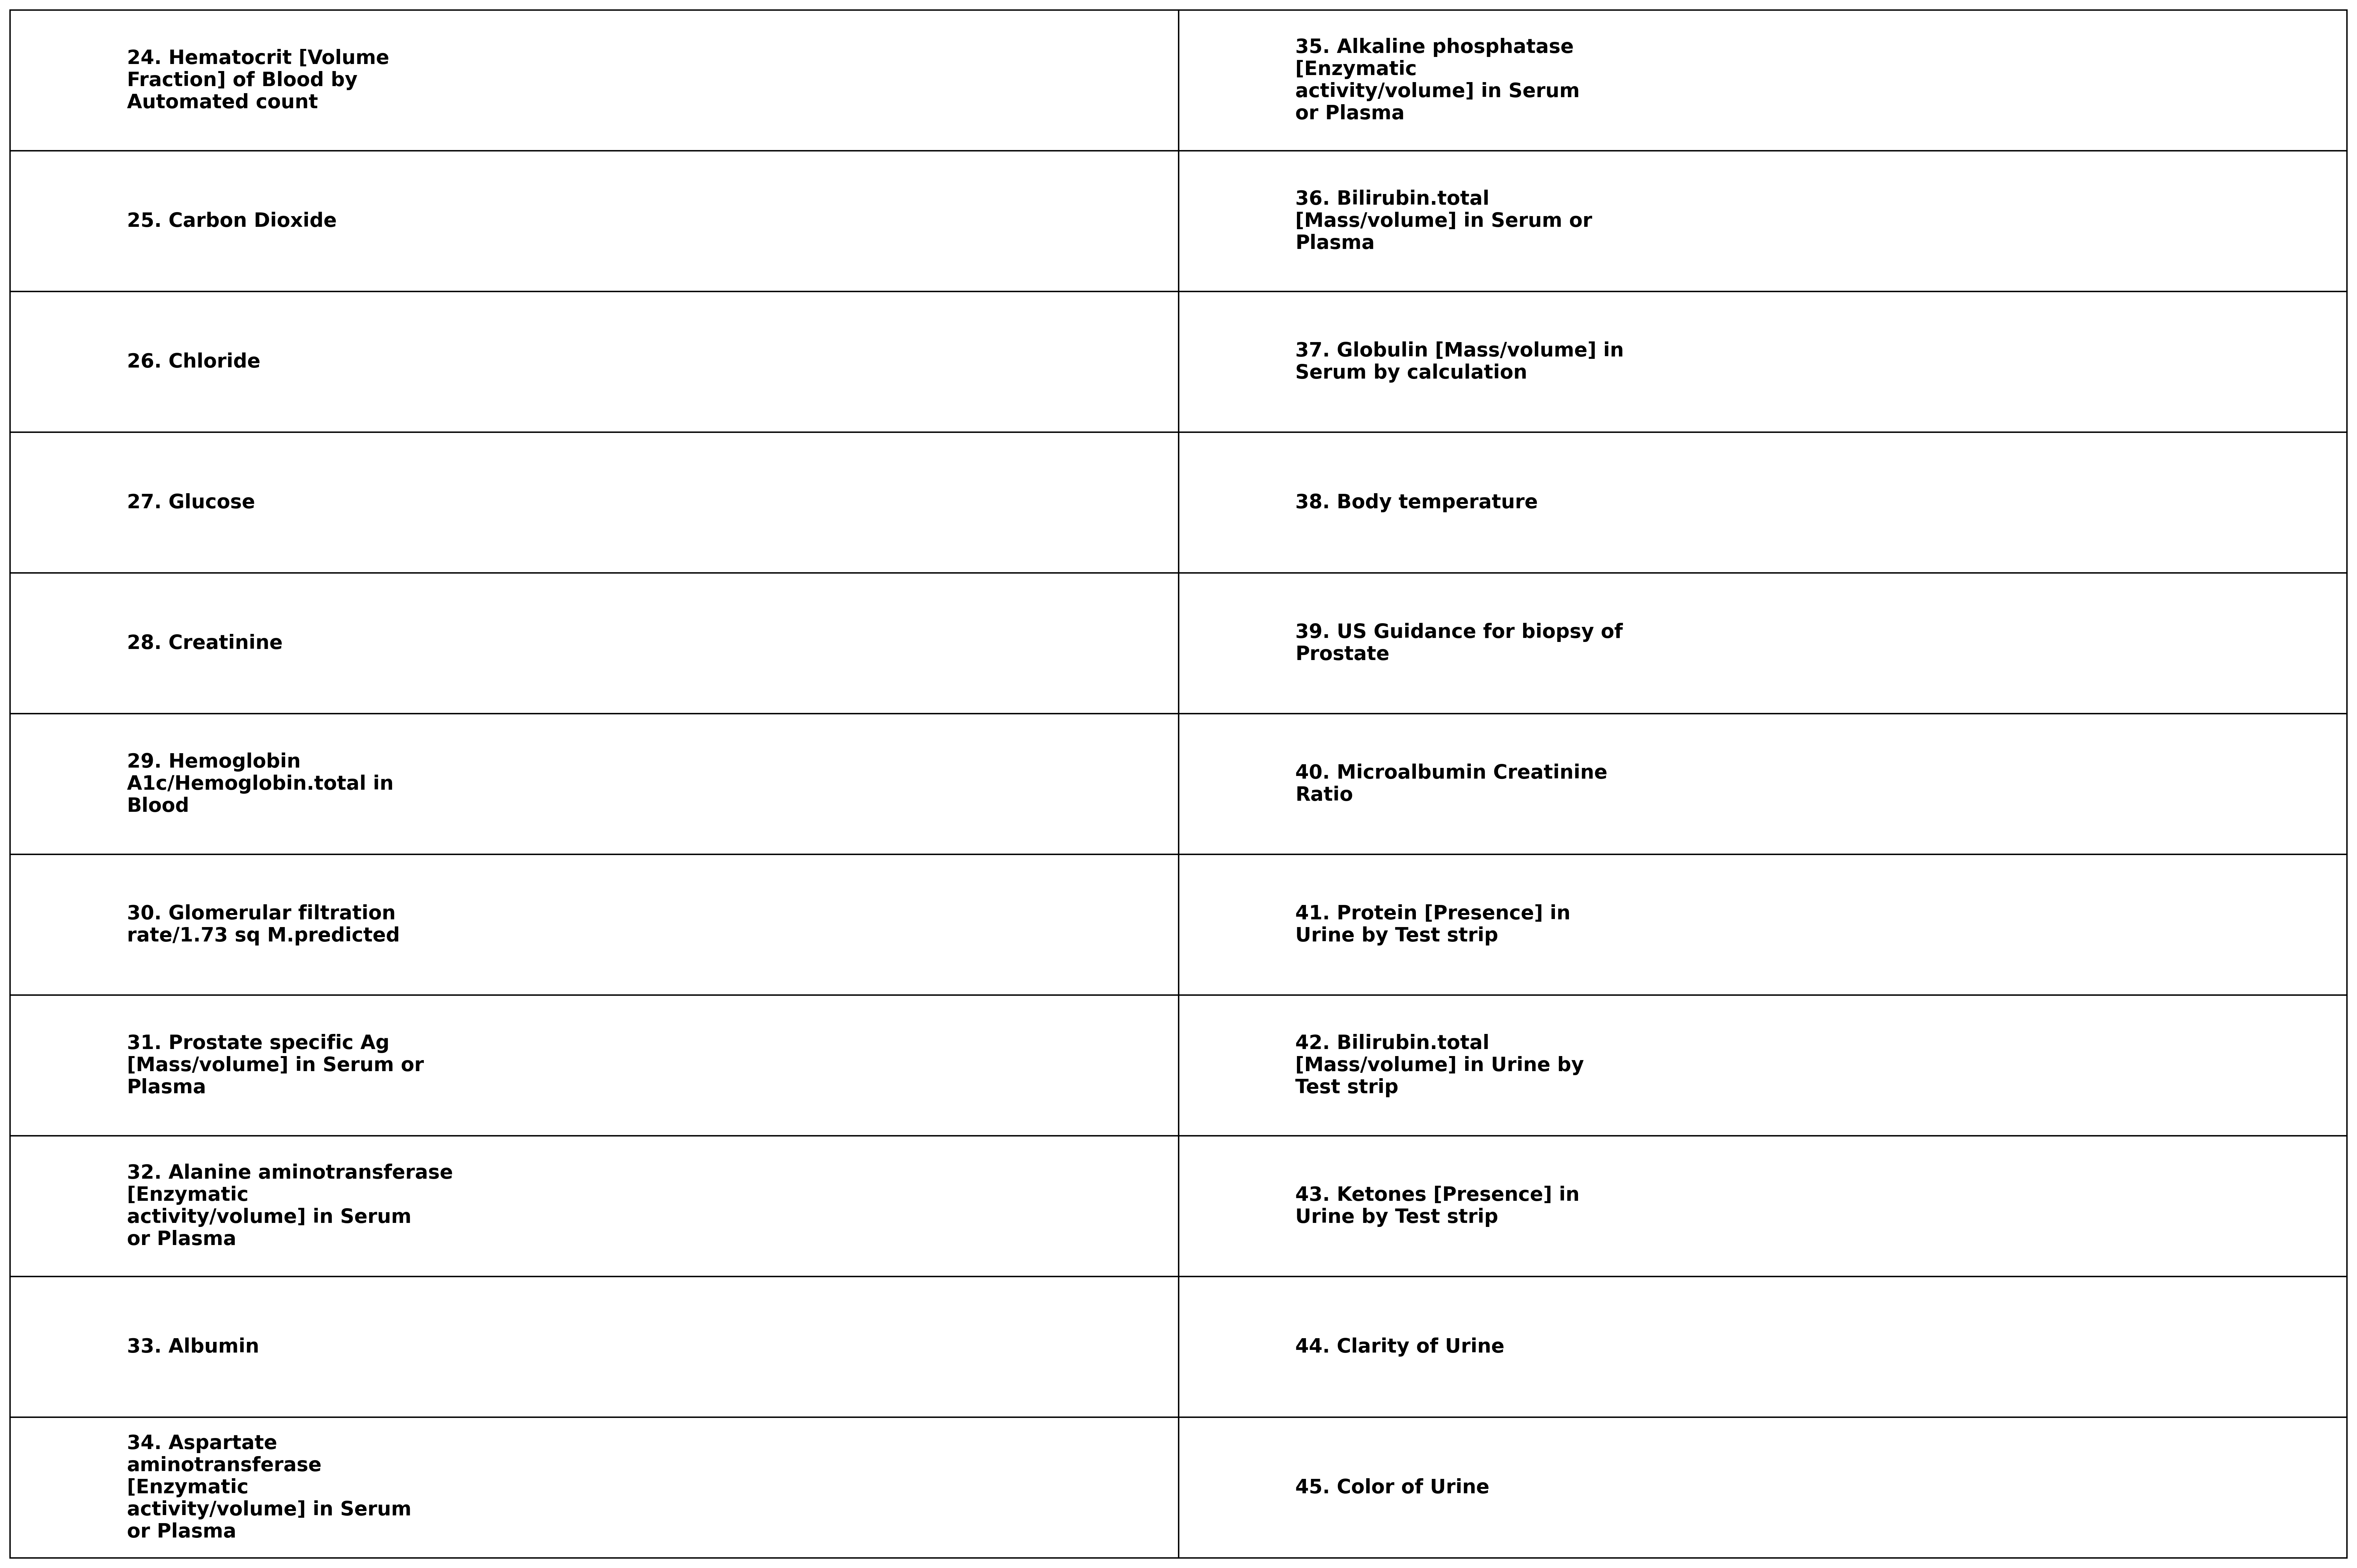 24. Hematocrit [Volume
Fraction] of Blood by
Automated count
25. Carbon Dioxide
26. Chloride
27. Glucose
28. Creatinine
29. Hemoglobin
A1c/Hemoglobin.total in
Blood
30. Glomerular filtration
rate/1.73 sq M.predicted
31. Prostate specific Ag
[Mass/volume] in Serum or
Plasma
32. Alanine aminotransferase
[Enzymatic
activity/volume] in Serum
or Plasma
33. Albumin
34. Aspartate
aminotransferase
[Enzymatic
activity/volume] in Serum
or Plasma
35. Alkaline phosphatase
[Enzymatic
activity/volume] in Serum
or Plasma
36. Bilirubin.total
[Mass/volume] in Serum or
Plasma
37. Globulin [Mass/volume] in
Serum by calculation
38. Body temperature
39. US Guidance for biopsy of
Prostate
40. Microalbumin Creatinine
Ratio
41. Protein [Presence] in
Urine by Test strip
42. Bilirubin.total
[Mass/volume] in Urine by
Test strip
43. Ketones [Presence] in
Urine by Test strip
44. Clarity of Urine
45. Color of Urine